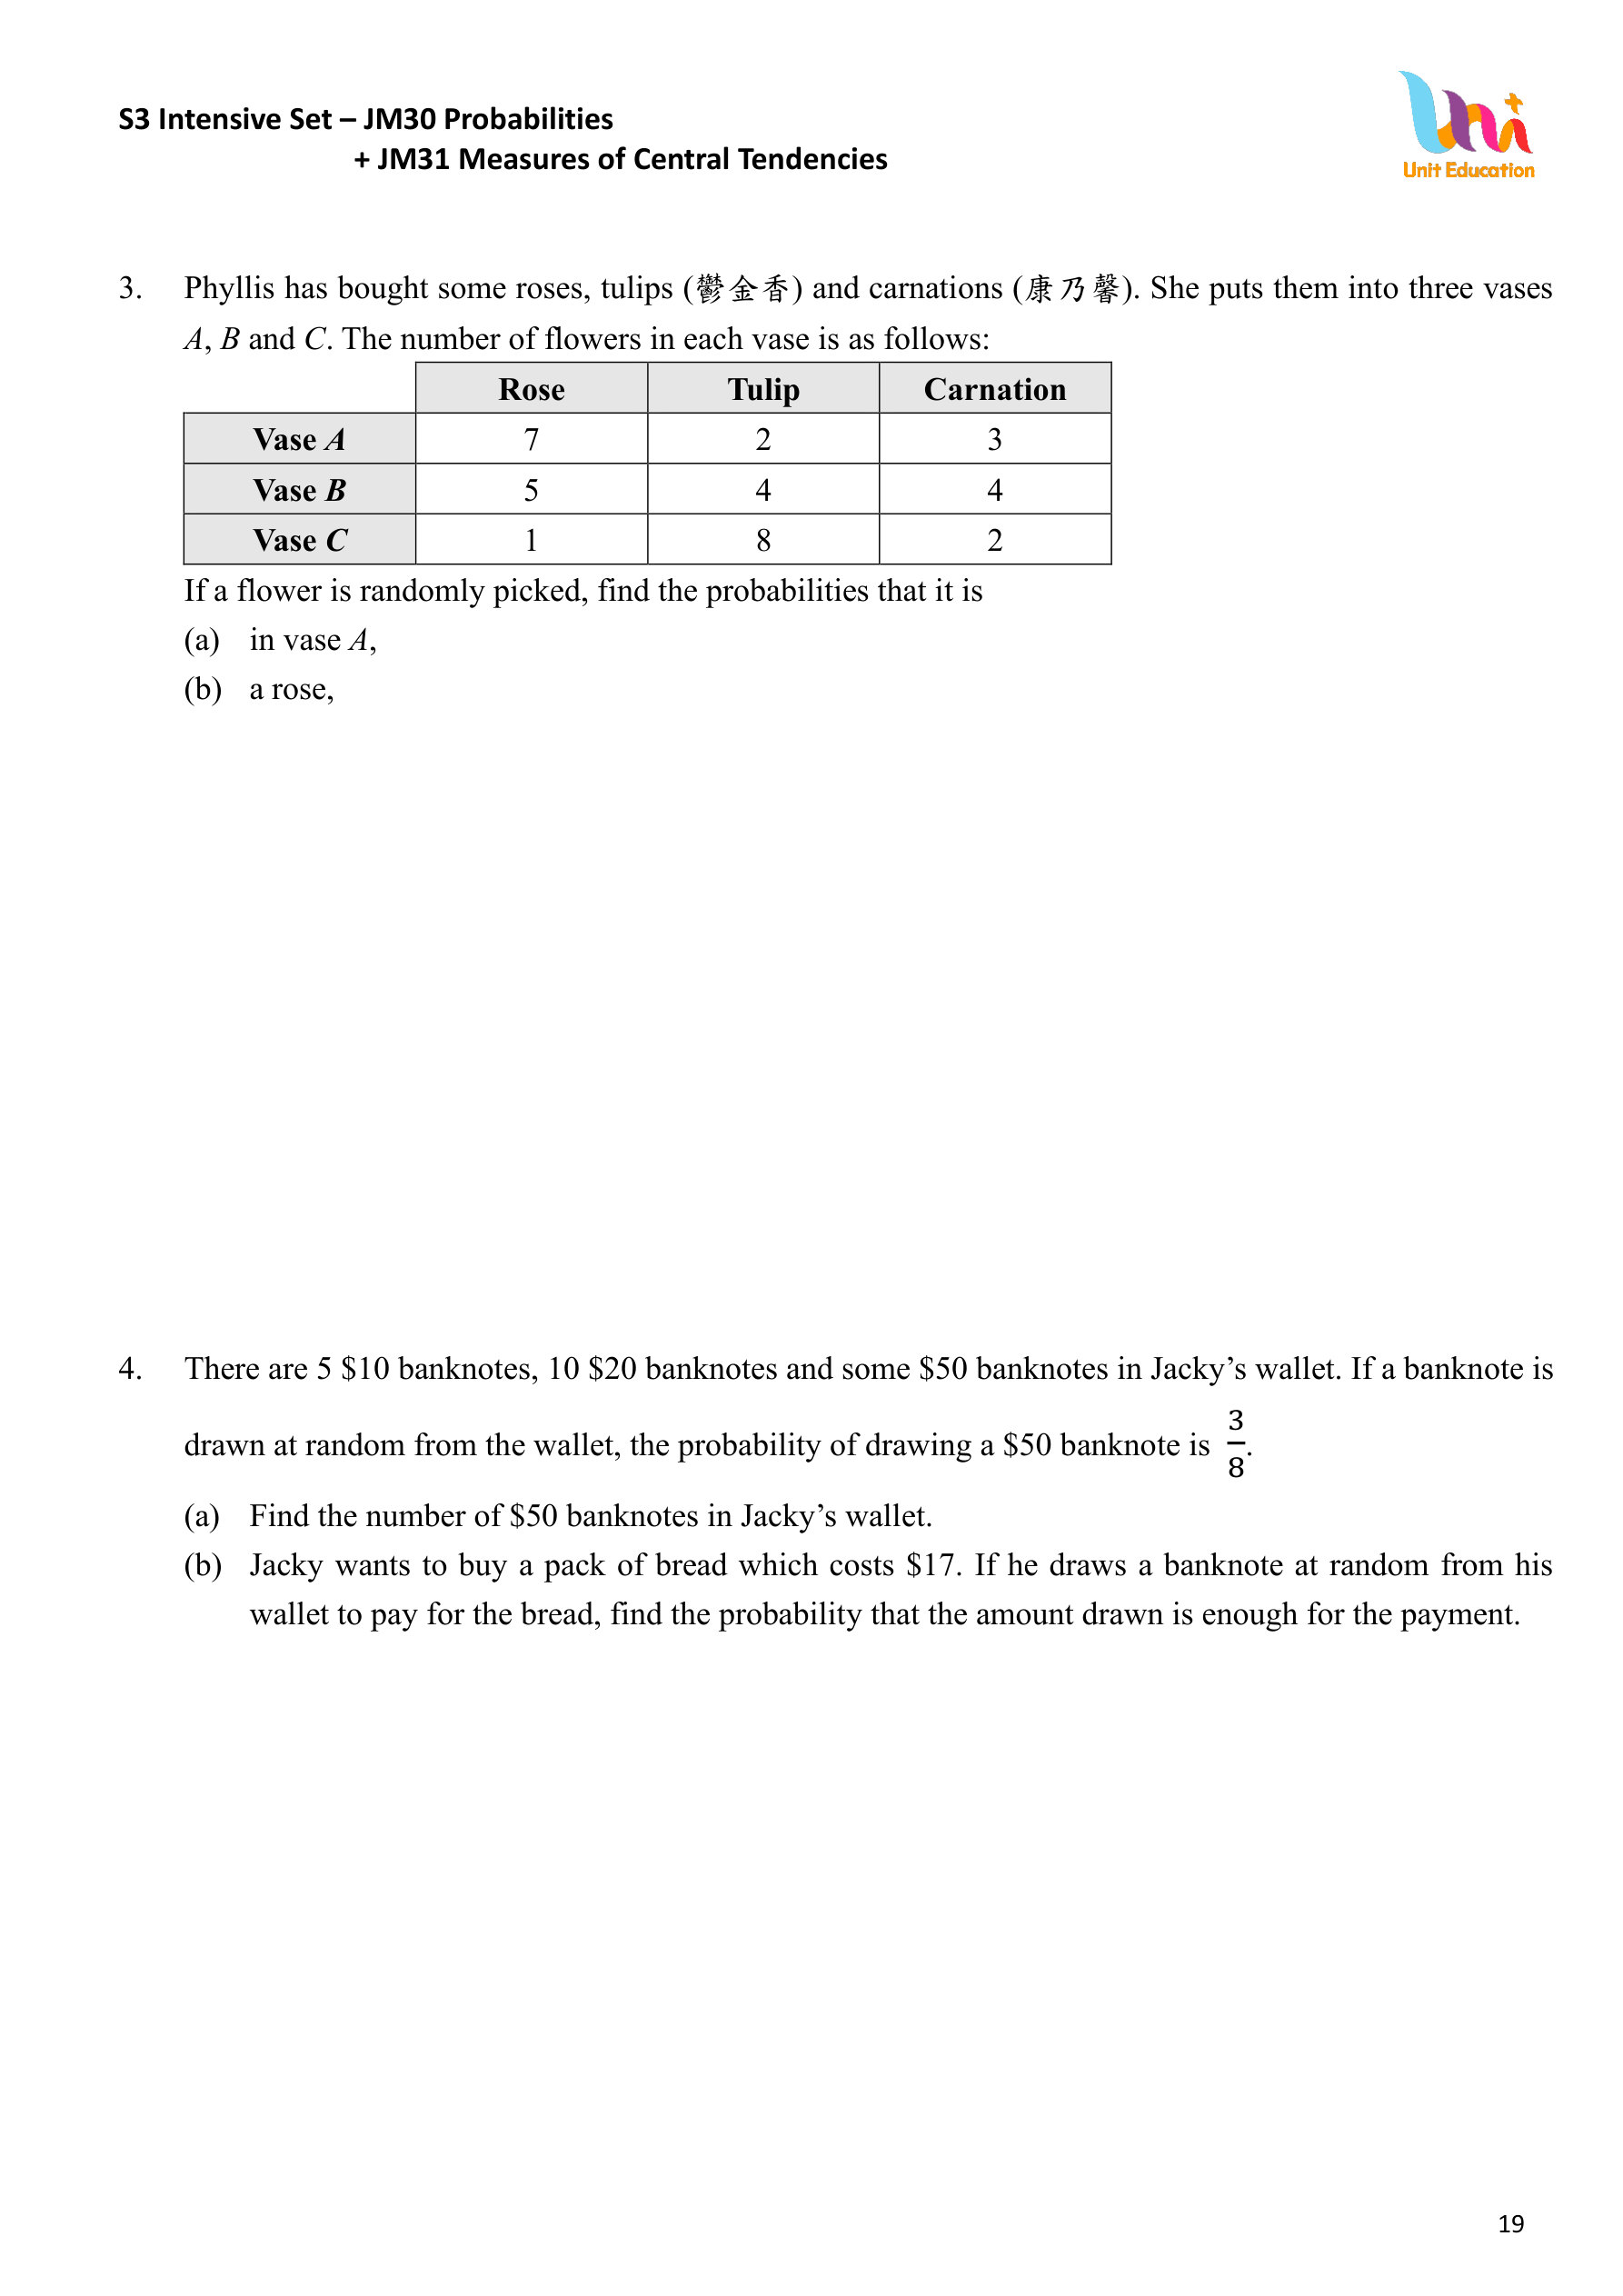 S3 Intensive Set – JM30 Probabilities
+ JM31 Measures of Central Tendencies
Unit Education
3. Phyllis has bought some roses, tulips (鬱金香) and carnations (康乃馨). She puts them into three vases
A, B and C. The number of flowers in each vase is as follows:
Rose Tulip Carnation
Vase A 7 2 3
Vase B 5 4 4
Vase C 1 8 2
If a flower is randomly picked, find the probabilities that it is
(a) in vase A,
(b) a rose,
4. There are 5 $10 banknotes, 10 $20 banknotes and some $50 banknotes in Jacky’s wallet. If a banknote is
drawn at random from the wallet, the probability of drawing a $50 banknote is 3/8.
(a) Find the number of $50 banknotes in Jacky’s wallet.
(b) Jacky wants to buy a pack of bread which costs $17. If he draws a banknote at random from his
wallet to pay for the bread, find the probability that the amount drawn is enough for the payment.
19